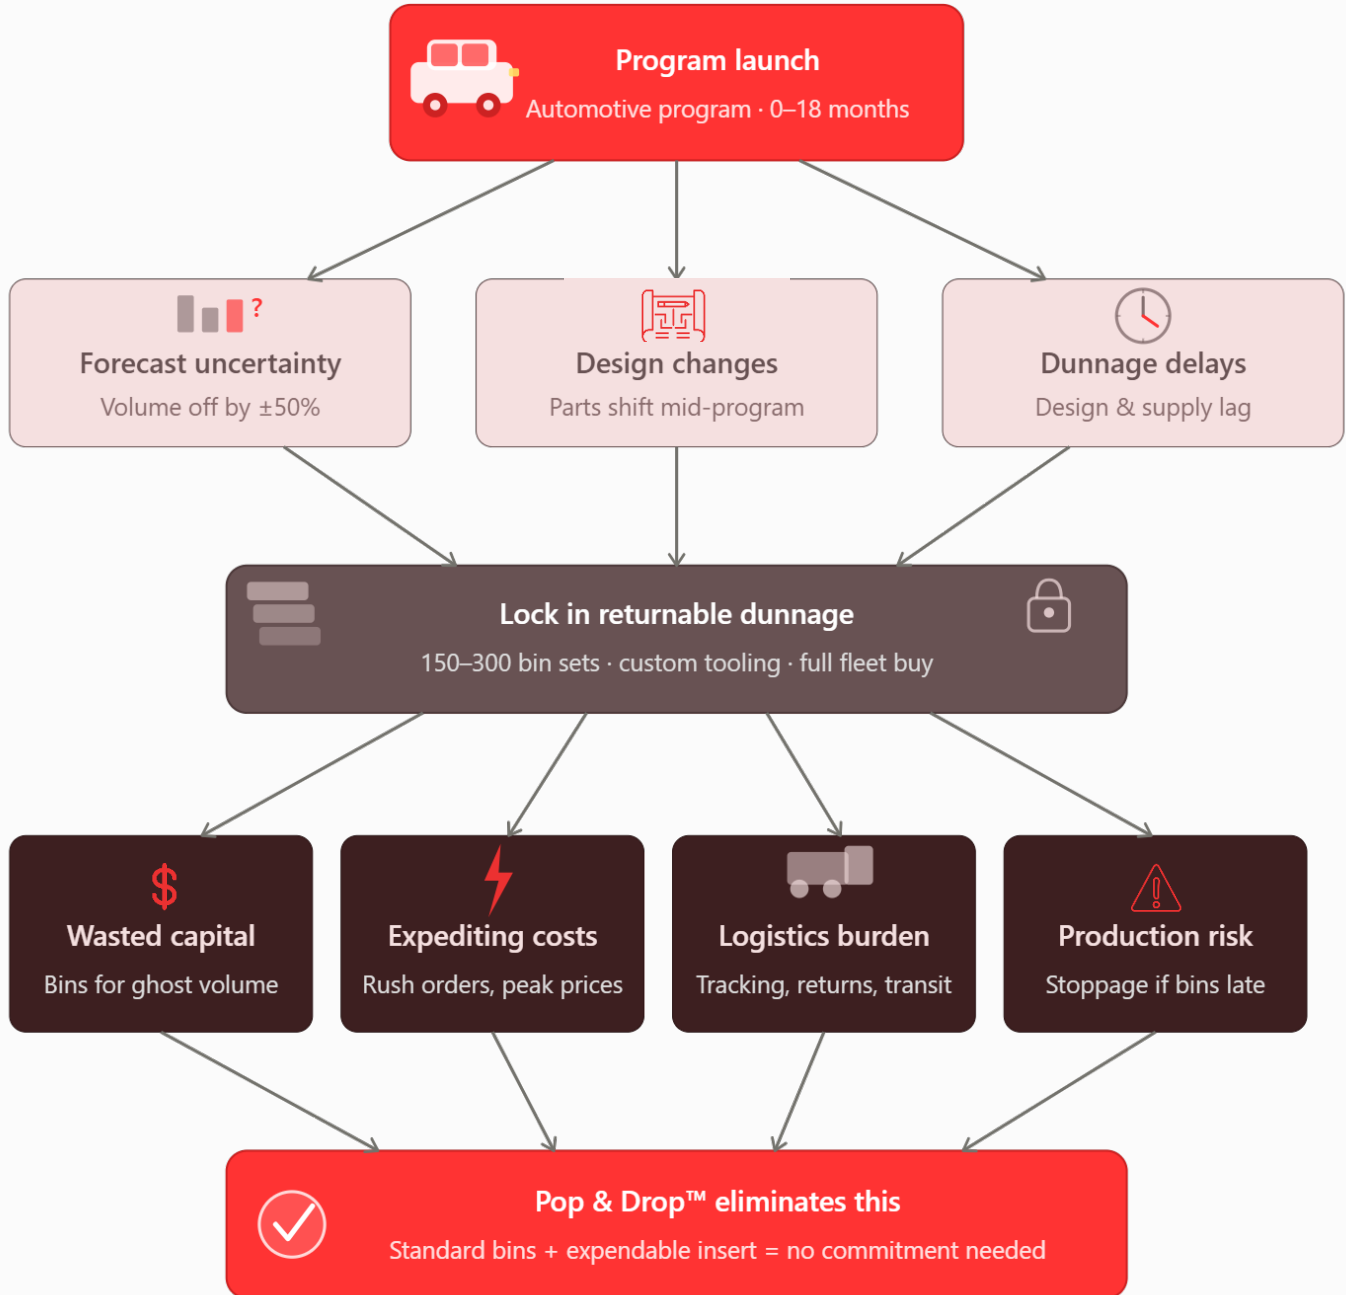 Program launch
Automotive program · 0–18 months
?
Forecast uncertainty
Volume off by ±50%
Design changes
Parts shift mid-program
Dunnage delays
Design & supply lag
Lock in returnable dunnage
150–300 bin sets · custom tooling · full fleet buy
$
Wasted capital
Bins for ghost volume
Expediting costs
Rush orders, peak prices
Logistics burden
Tracking, returns, transit
Production risk
Stoppage if bins late
Pop & Drop™ eliminates this
Standard bins + expendable insert = no commitment needed